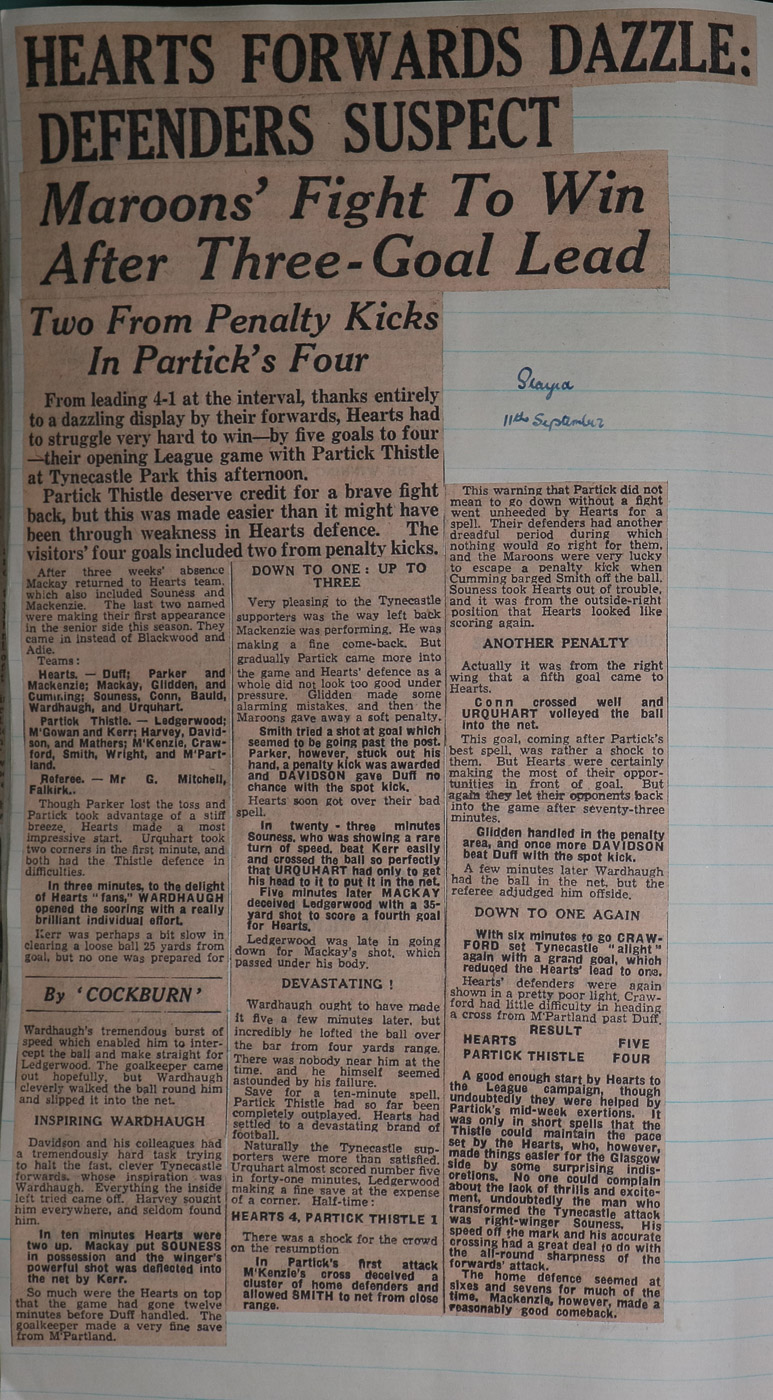 HEARTS FORWARDS DAZZLE:
DEFENDERS SUSPECT
Maroons' Fight To Win
After Three-Goal Lead
Two From Penalty Kicks
In Partick's Four
11th September
From leading 4-1 at the interval, thanks entirely
to a dazzling display by their forwards, Hearts had
to struggle very hard to win—by five goals to four
—their opening League game with Partick Thistle
at Tynecastle Park this afternoon.
Partick Thistle deserve credit for a brave fight
back, but this was made easier than it might have
been through weakness in Hearts defence. The
visitors' four goals included two from penalty kicks.
After three weeks' absence
Mackay returned to Hearts team,
which also included Souness and
Mackenzie. The last two named
were making their first appearance
in the senior side this season. They
came in instead of Blackwood and
Adie.
Teams:
Hearts. — Duff; Parker and
Mackenzie; Mackay, Glidden, and
Cumming; Souness, Conn, Bauld,
Wardhaugh, and Urquhart.
Partick Thistle. — Ledgerwood;
M'Gowan and Kerr; Harvey, David-
son, and Mathers; M'Kenzie, Craw-
ford, Smith, Wright, and M'Part-
land.
Referee. — Mr G. Mitchell,
Falkirk..
Though Parker lost the toss and
Partick took advantage of a stiff
breeze, Hearts made a most
impressive start. Urquhart took
two corners in the first minute, and
both had the Thistle defence in
difficulties.
In three minutes, to the delight
of Hearts "fans," WARDHAUGH
opened the sooring with a really
brilliant individual effort.
Kerr was perhaps a bit slow in
clearing a loose ball 25 yards from
goal, but no one was prepared for
By 'COCKBURN'
Wardhaugh's tremendous burst of
speed which enabled him to inter-
cept the ball and make straight for
Ledgerwood. The goalkeeper came
out hopefully, but Wardhaugh
cleverly walked the ball round him
and slipped it into the net.
INSPIRING WARDHAUGH
Davidson and his colleagues had
a tremendously hard task trying
to halt the fast, clever Tynecastle
forwards, whose inspiration was
Wardhaugh. Everything the inside
left tried came off. Harvey sought
him everywhere, and seldom found
him.
In ten minutes Hearts were
two up. Mackay put SOUNESS
in possession and the winger's
powerful shot was deflected into
the net by Kerr.
So much were the Hearts on top
that the game had gone twelve
minutes before Duff handled. The
goalkeeper made a very fine save
from M'Partland.
DOWN TO ONE: UP TO
THREE
Very pleasing to the Tynecastle
supporters was the way left back
Mackenzie was performing. He was
making a fine come-back. But
gradually Partick came more into
the game and Hearts' defence as a
whole did not look too good under
pressure. Glidden made some
alarming mistakes, and then the
Maroons gave away a soft penalty.
Smith tried a shot at goal which
seemed to be going past the post.
Parker, however, stuck out his
hand, a penalty kick was awarded
and DAVIDSON gave Duff no
chance with the spot kick.
Hearts soon got over their bad
spell.
In twenty - three minutes
Souness, who was showing a rare
turn of speed, beat Kerr easily
and crossed the ball so perfectly
that URQUHART had only to get
his head to it to put it in the net.
Five minutes later MACKAY
deceived Ledgerwood with a 35-
yard shot to score a fourth goal
for Hearts.
Ledgerwood was late in going
down for Mackay's shot, which
passed under his body.
DEVASTATING !
Wardhaugh ought to have made
it five a few minutes later, but
incredibly he lofted the ball over
the bar from four yards range.
There was nobody near him at the
time, and he himself seemed
astounded by his failure.
Save for a ten-minute spell,
Partick Thistle had so far been
completely outplayed. Hearts had
settled to a devastating brand of
football.
Naturally the Tynecastle sup-
porters were more than satisfied.
Urquhart almost scored number five
in forty-one minutes, Ledgerwood
making a fine save at the expense
of a corner. Half-time:
HEARTS 4, PARTICK THISTLE 1
There was a shock for the crowd
on the resumption
In Partick's first attack
M'Kenzie's cross deceived a
cluster of home defenders and
allowed SMITH to net from close
range.
This warning that Partick did not
mean to go down without a fight
went unheeded by Hearts for a
spell. Their defenders had another
dreadful period during which
nothing would go right for them,
and the Maroons were very lucky
to escape a penalty kick when
Cumming barged Smith off the ball.
Souness took Hearts out of trouble,
and it was from the outside-right
position that Hearts looked like
scoring again.
ANOTHER PENALTY
Actually it was from the right
wing that a fifth goal came to
Hearts.
Conn crossed well and
URQUHART volleyed the ball
into the net.
This goal, coming after Partick's
best spell, was rather a shock to
them. But Hearts were certainly
making the most of their oppor-
tunities in front of goal. But
again they let their opponents back
into the game after seventy-three
minutes.
Glidden handled in the penalty
area, and once more DAVIDSON
beat Duff with the spot kick.
A few minutes later Wardhaugh
had the ball in the net, but the
referee adjudged him offside.
DOWN TO ONE AGAIN
With six minutes to go CRAW-
FORD set Tynecastle "alight"
again with a grand goal, which
reduced the Hearts' lead to one.
Hearts' defenders were again
shown in a pretty poor light, Craw-
ford had little difficulty in heading
a cross from M'Partland past Duff.
RESULT
HEARTS FIVE
PARTICK THISTLE FOUR
A good enough start by Hearts to
the League campaign, though
undoubtedly they were helped by
Partick's mid-week exertions. It
was only in short spells that the
Thistle could maintain the pace
set by the Hearts, who, however,
made things easier for the Glasgow
side by some surprising indis-
cretions. No one could complain
about the lack of thrills and excite-
ment, undoubtedly the man who
transformed the Tynecastle attack
was right-winger Souness. His
speed off the mark and his accurate
crossing had a great deal to do with
the all-round sharpness of the
forwards' attack.
The home defence seemed at
sixes and sevens for much of the
time. Mackenzie, however, made a
reasonably good comeback.